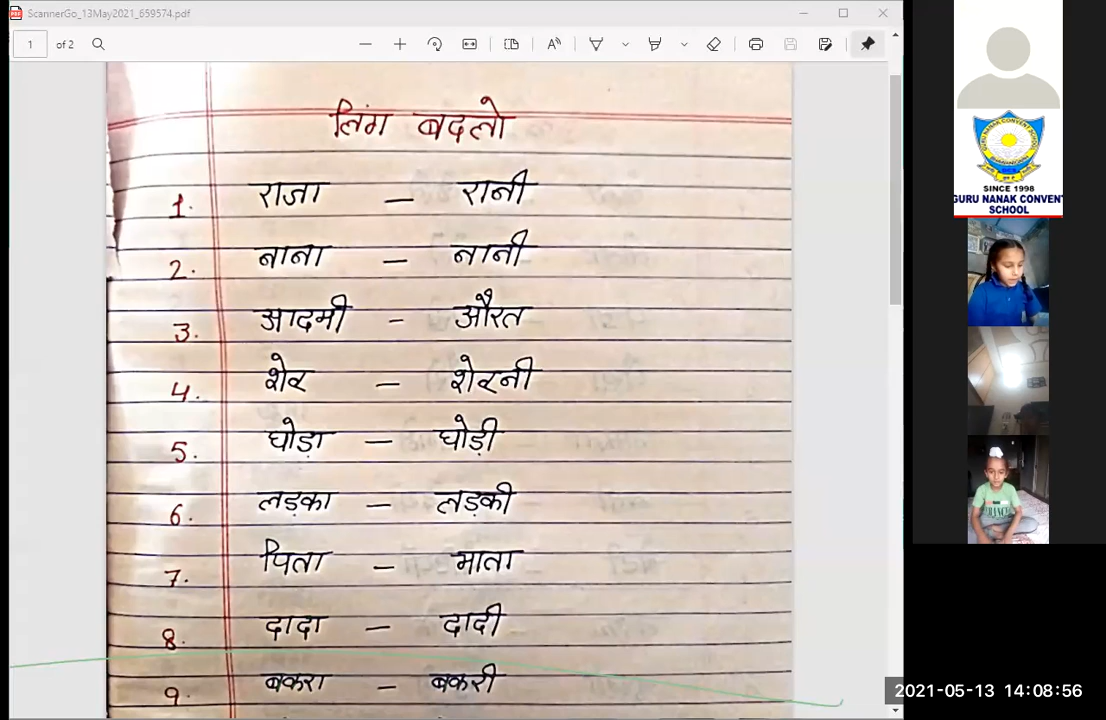 ScannerGo_13May2021_659574.pdf
1 of 2
लिंग बदलो
1. राजा — रानी
2. नाना — नानी
3. आदमी - औरत
4. शेर — शेरनी
5. घोड़ा — घोड़ी
6. लड़का — लड़की
7. पिता — माता
8. दादा — दादी
9. बकरा - बकरी
SINCE 1998
GURU NANAK CONVENT
SCHOOL
2021-05-13 14:08:56